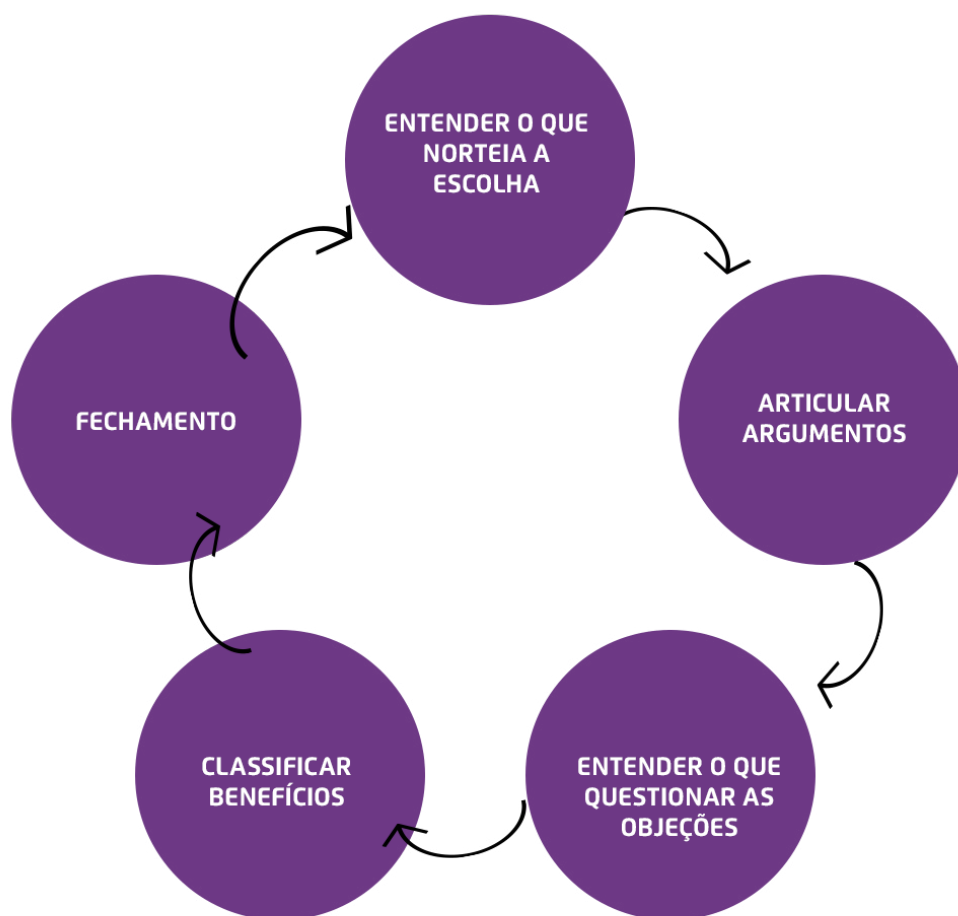 ENTENDER O QUE
NORTEIA A
ESCOLHA
ARTICULAR
ARGUMENTOS
ENTENDER O QUE
QUESTIONAR AS
OBJEÇÕES
CLASSIFICAR
BENEFÍCIOS
FECHAMENTO